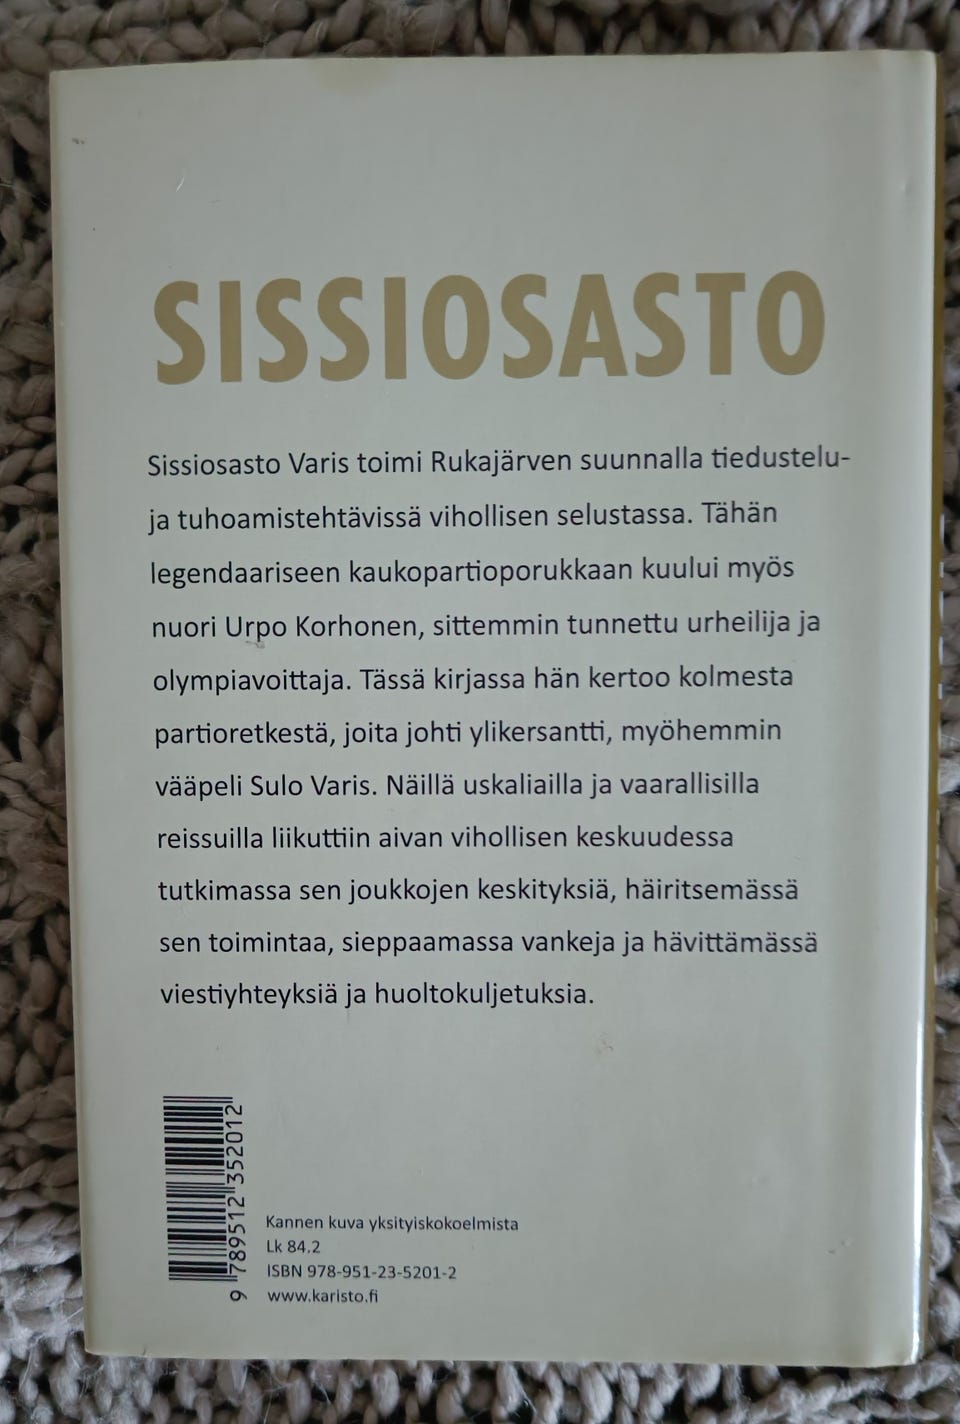 SISSIOSASTO
Sissiosasto Varis toimi Rukajärven suunnalla tiedustelu-
ja tuhoamistehtävissä vihollisen selustassa. Tähän
legendaariseen kaukopartioporukkaan kuului myös
nuori Urpo Korhonen, sittemmin tunnettu urheilija ja
olympiavoittaja. Tässä kirjassa hän kertoo kolmesta
partioretkestä, joita johti ylikersantti, myöhemmin
vääpeli Sulo Varis. Näillä uskaliailla ja vaarallisilla
reissuilla liikuttiin aivan vihollisen keskuudessa
tutkimassa sen joukkojen keskityksiä, häiritsemässä
sen toimintaa, sieppaamassa vankeja ja hävittämässä
viestiyhteyksiä ja huoltokuljetuksia.
9 789512 352012
Kannen kuva yksityiskokoelmista
Lk 84.2
ISBN 978-951-23-5201-2
www.karisto.fi